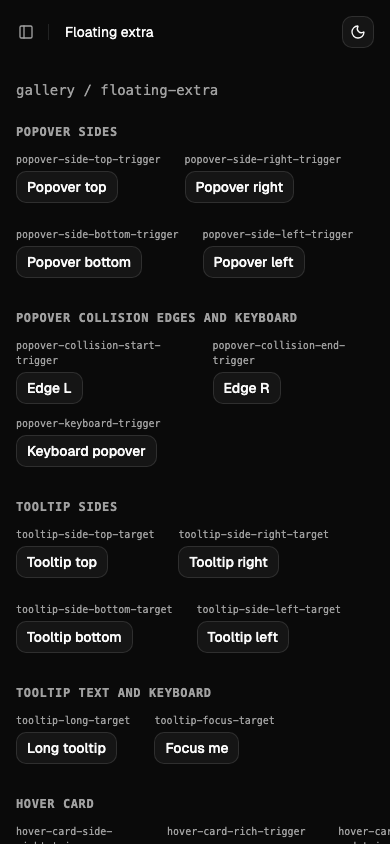 Floating extra
gallery / floating-extra
POPOVER SIDES
popover-side-top-trigger popover-side-right-trigger
Popover top Popover right
popover-side-bottom-trigger popover-side-left-trigger
Popover bottom Popover left
POPOVER COLLISION EDGES AND KEYBOARD
popover-collision-start- popover-collision-end-
trigger trigger
Edge L Edge R
popover-keyboard-trigger
Keyboard popover
TOOLTIP SIDES
tooltip-side-top-target tooltip-side-right-target
Tooltip top Tooltip right
tooltip-side-bottom-target tooltip-side-left-target
Tooltip bottom Tooltip left
TOOLTIP TEXT AND KEYBOARD
tooltip-long-target tooltip-focus-target
Long tooltip Focus me
HOVER CARD
hover-card-side- hover-card-rich-trigger hover-car